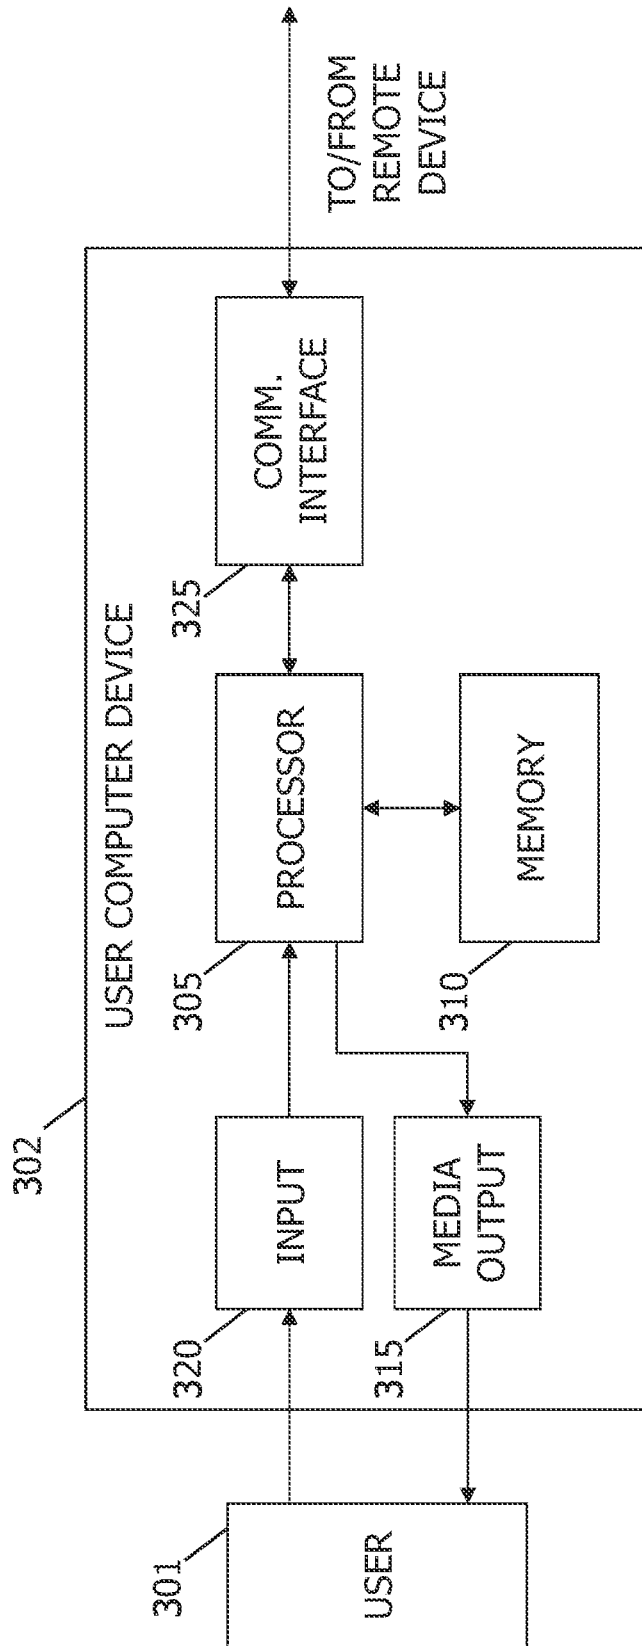 302
USER COMPUTER DEVICE
301
USER
320
INPUT
315
MEDIA
OUTPUT
305
PROCESSOR
310
MEMORY
325
COMM.
INTERFACE
TO/FROM
REMOTE
DEVICE